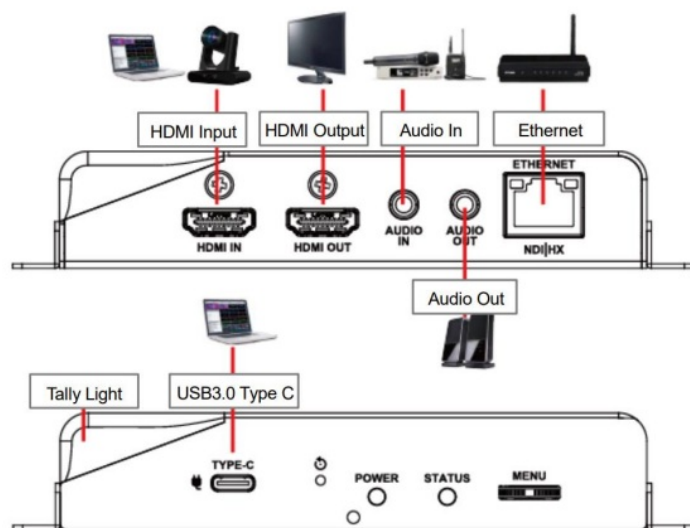 HDMI Input
HDMI Output
Audio In
Ethernet
ETHERNET
HDMI IN
HDMI OUT
AUDIO
IN
AUDIO
OUT
NDI|HX
Audio Out
Tally Light
USB3.0 Type C
TYPE-C
POWER
STATUS
MENU